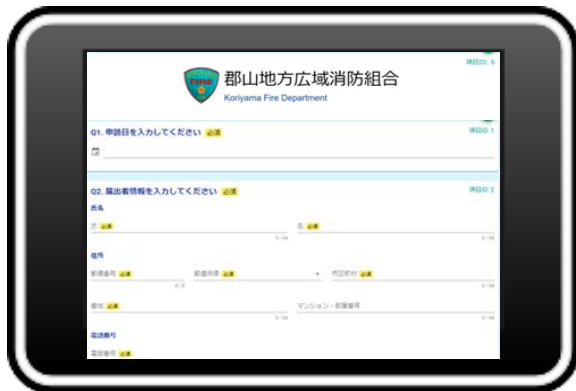 郡山地方広域消防組合
Koriyama Fire Department
項目ID: 6
Q1. 申請日を入力してください 必須
項目ID: 1
Q2. 届出者情報を入力してください 必須
項目ID: 2
氏名
氏 必須
名 必須
0 / 64
0 / 64
住所
郵便番号 必須
都道府県 必須
市区町村 必須
0 / 8
0 / 64
番地 必須
マンション・部屋番号
0 / 64
0 / 64
電話番号
電話番号 必須